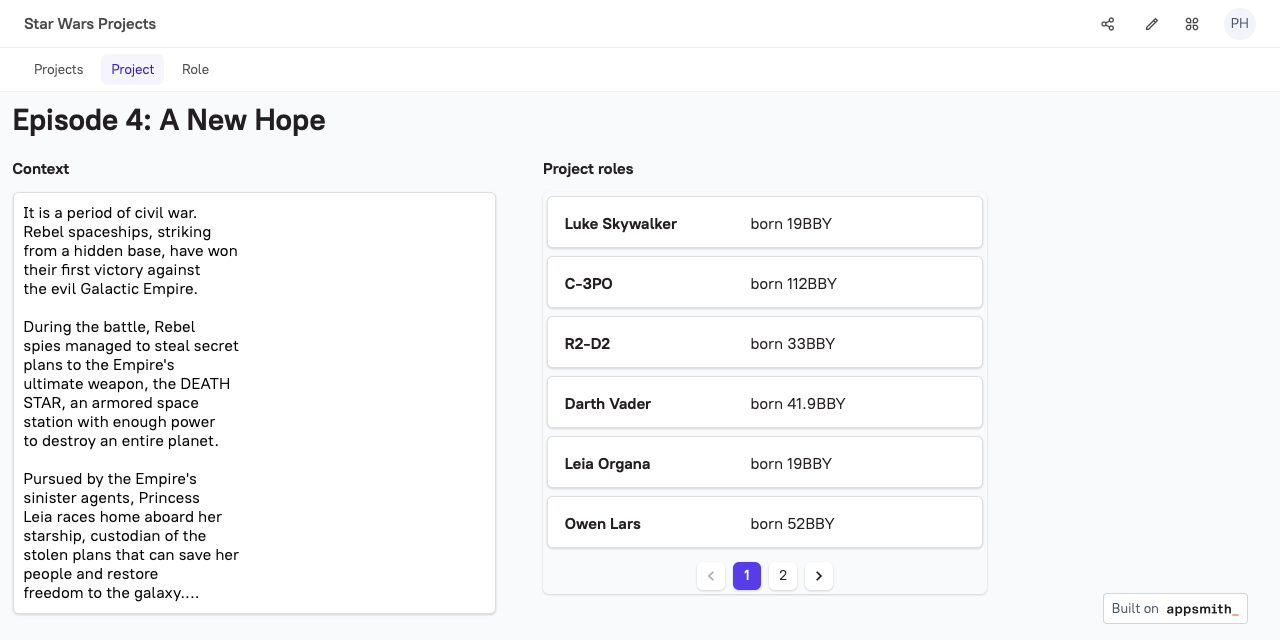 Star Wars Projects
PH
Projects
Project
Role
Episode 4: A New Hope
Context
It is a period of civil war.
Rebel spaceships, striking
from a hidden base, have won
their first victory against
the evil Galactic Empire.
During the battle, Rebel
spies managed to steal secret
plans to the Empire's
ultimate weapon, the DEATH
STAR, an armored space
station with enough power
to destroy an entire planet.
Pursued by the Empire's
sinister agents, Princess
Leia races home aboard her
starship, custodian of the
stolen plans that can save her
people and restore
freedom to the galaxy....
Project roles
Luke Skywalker born 19BBY
C-3PO born 112BBY
R2-D2 born 33BBY
Darth Vader born 41.9BBY
Leia Organa born 19BBY
Owen Lars born 52BBY
1 2
Built on appsmith_